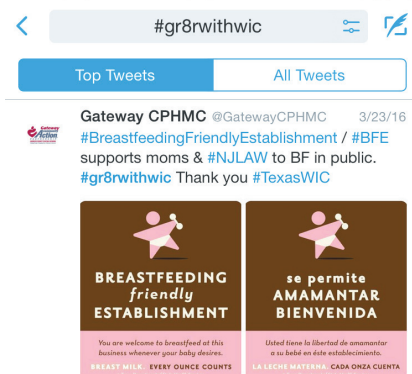 #gr8rwithwic
Top Tweets
All Tweets
Gateway CPHMC @GatewayCPHMC 3/23/16
Gateway
Action
#BreastfeedingFriendlyEstablishment / #BFE
supports moms & #NJLAW to BF in public.
#gr8rwithwic Thank you #TexasWIC
BREASTFEEDING
friendly
ESTABLISHMENT
You are welcome to breastfeed at this
business whenever your baby desires.
BREAST MILK. EVERY OUNCE COUNTS
se permite
AMAMANTAR
BIENVENIDA
Usted tiene la libertad de amamantar
a su bebé en éste establecimiento.
LA LECHE MATERNA CADA ONZA CUENTA